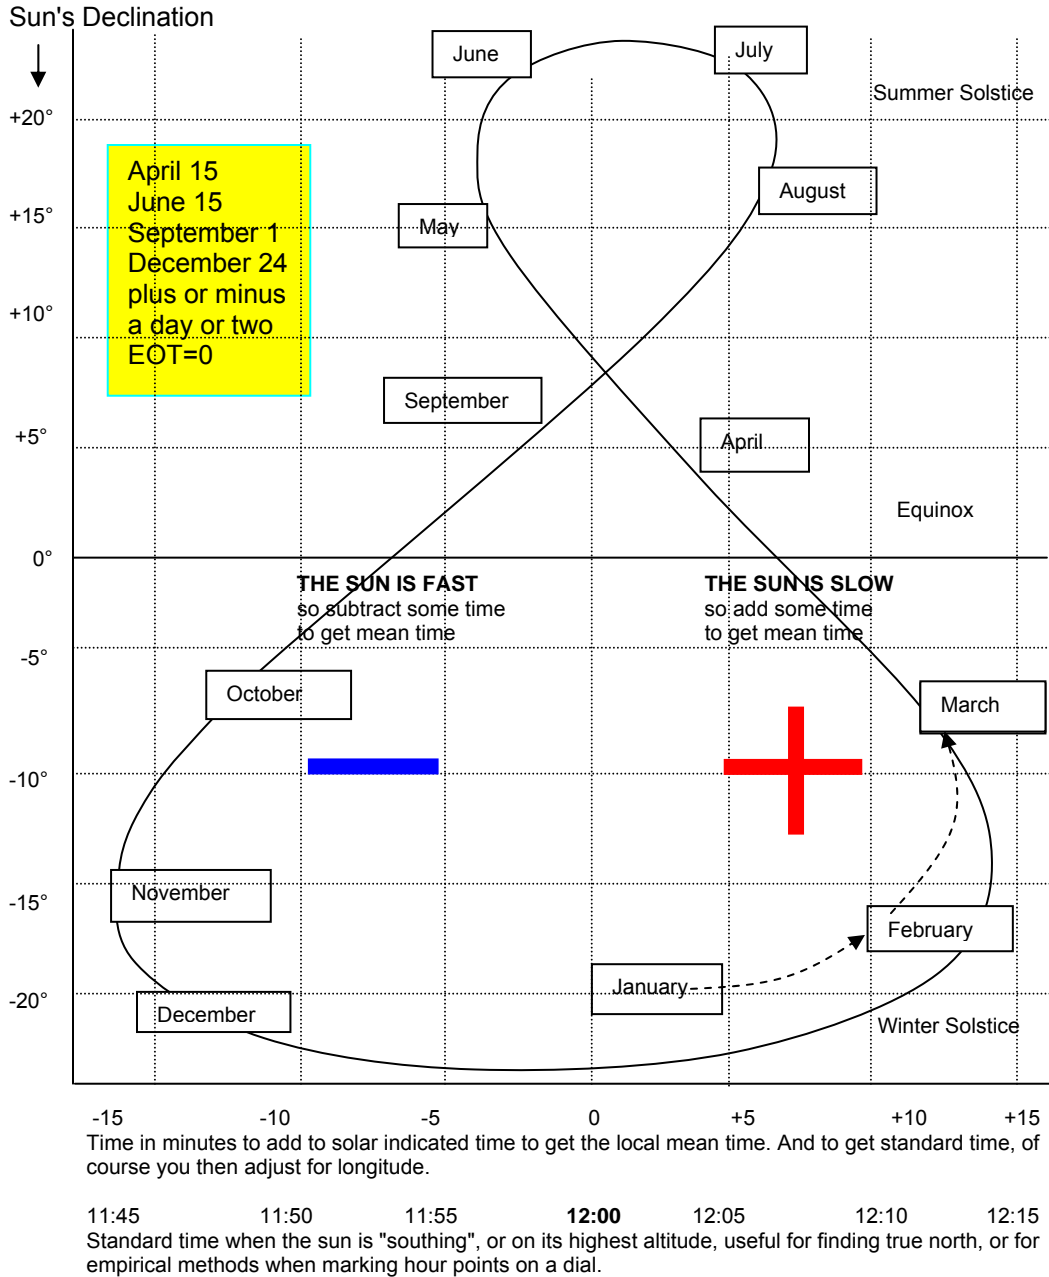 Sun's Declination
June
July
Summer Solstice
+20°
April 15
June 15
September 1
December 24
plus or minus
a day or two
EOT=0
August
+15°
May
+10°
September
+5°
April
Equinox
0°
THE SUN IS FAST
so subtract some time
to get mean time
THE SUN IS SLOW
so add some time
to get mean time
-5°
October
March
-10°
-15°
November
February
January
-20°
December
Winter Solstice
-15 -10 -5 0 +5 +10 +15
Time in minutes to add to solar indicated time to get the local mean time. And to get standard time, of
course you then adjust for longitude.
11:45 11:50 11:55 12:00 12:05 12:10 12:15
Standard time when the sun is "southing", or on its highest altitude, useful for finding true north, or for
empirical methods when marking hour points on a dial.